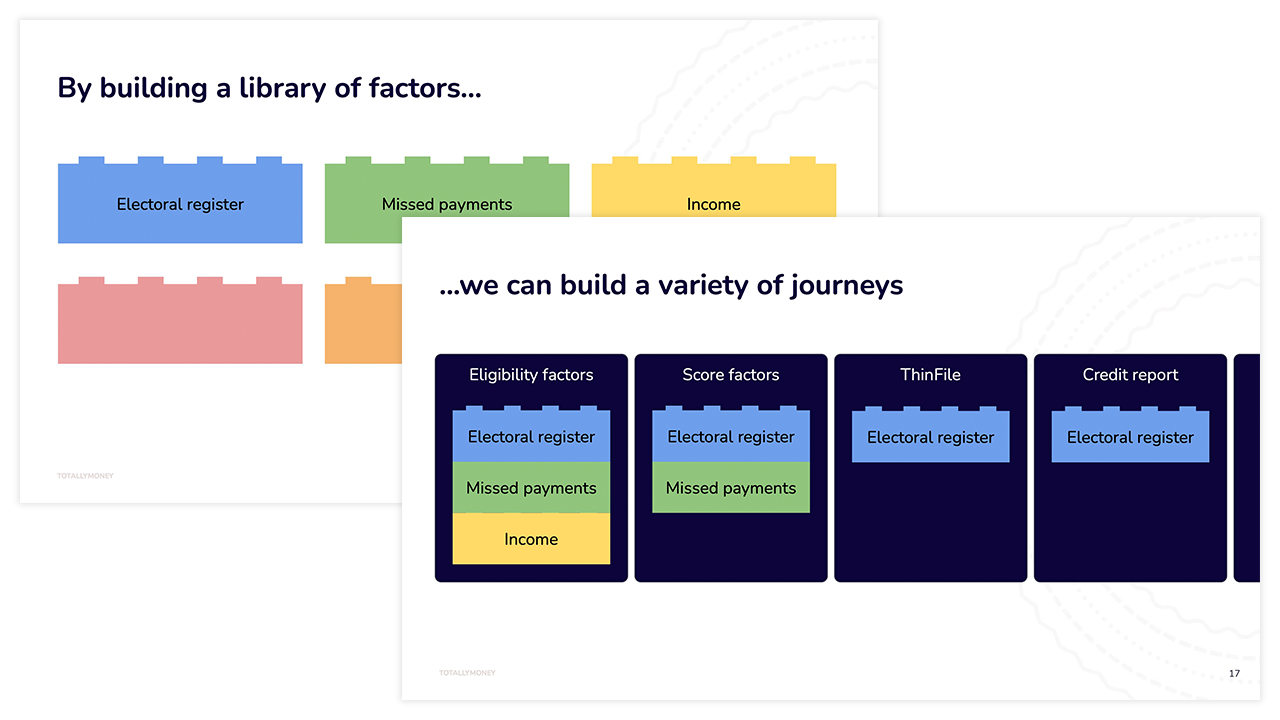 By building a library of factors...
Electoral register
Missed payments
Income
TOTALLYMONEY
...we can build a variety of journeys
Eligibility factors
Electoral register
Missed payments
Income
Score factors
Electoral register
Missed payments
ThinFile
Electoral register
Credit report
Electoral register
TOTALLYMONEY
17